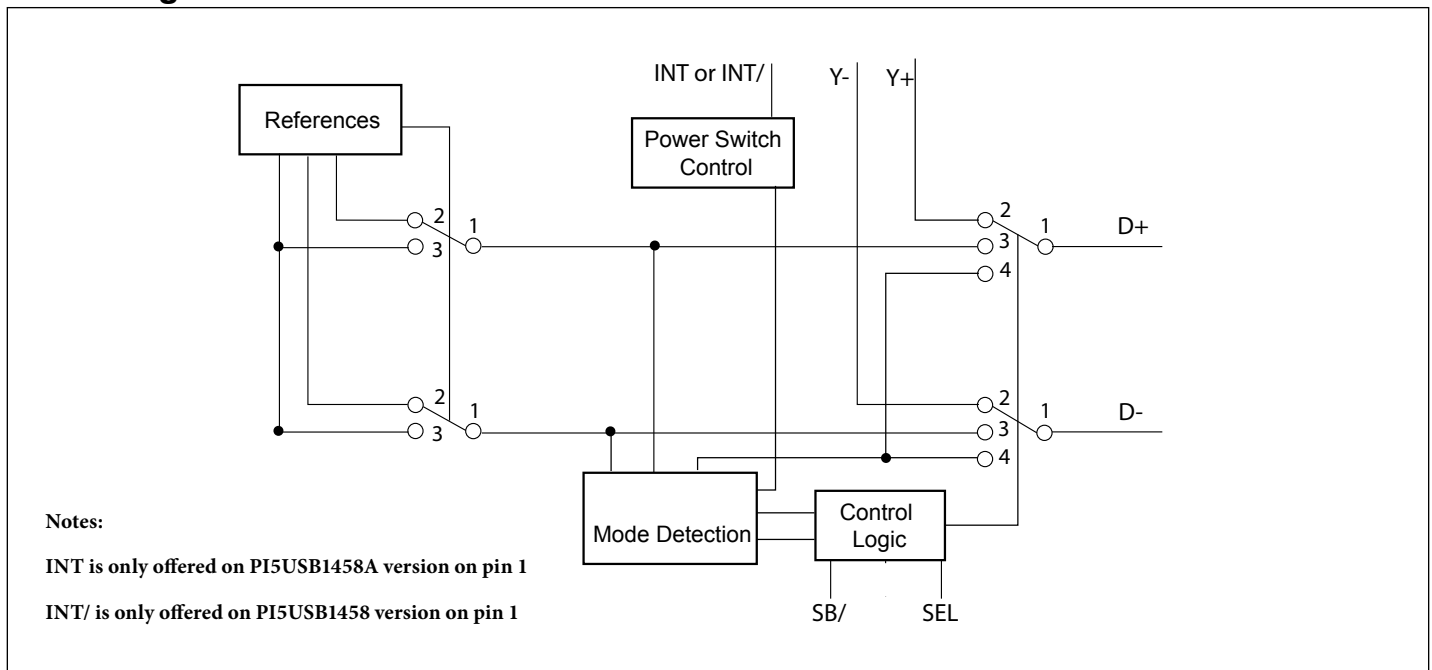 INT or INT/
Y-
Y+
References
Power Switch
Control
2
1
3
2
1
3
4
D+
2
1
3
2
1
3
4
D-
Mode Detection
Control
Logic
SB/
SEL
Notes:
INT is only offered on PI5USB1458A version on pin 1
INT/ is only offered on PI5USB1458 version on pin 1